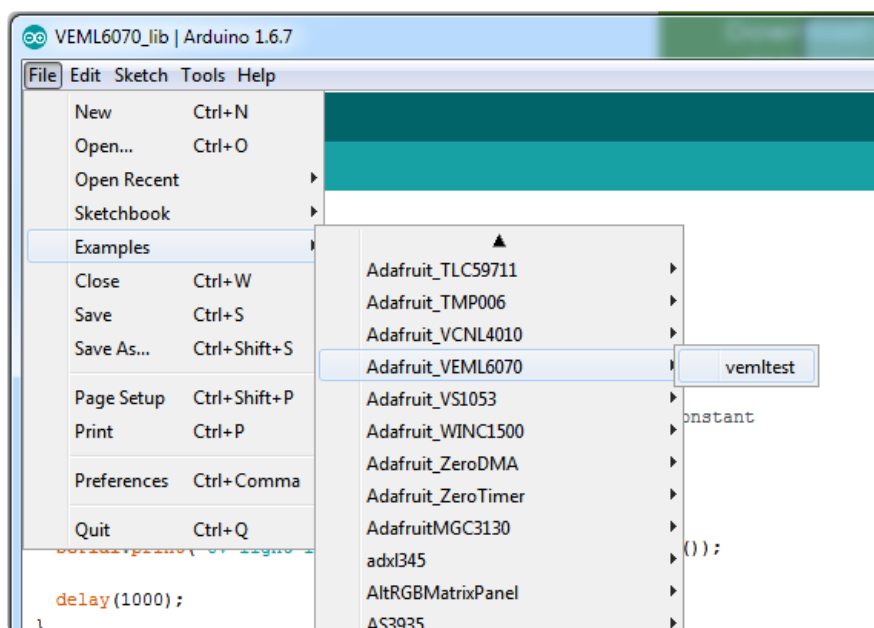 VEML6070_lib | Arduino 1.6.7
File Edit Sketch Tools Help
New Ctrl+N
Open... Ctrl+O
Open Recent
Sketchbook
Examples
Close Ctrl+W
Save Ctrl+S
Save As... Ctrl+Shift+S
Page Setup Ctrl+Shift+P
Print Ctrl+P
Preferences Ctrl+Comma
Quit Ctrl+Q
Adafruit_TLC59711
Adafruit_TMP006
Adafruit_VCNL4010
Adafruit_VEML6070
Adafruit_VS1053
Adafruit_WINC1500
Adafruit_ZeroDMA
Adafruit_ZeroTimer
AdafruitMGC3130
adxl345
AltRGBMatrixPanel
AS3935
vemltest
onstant
());
delay(1000);
}